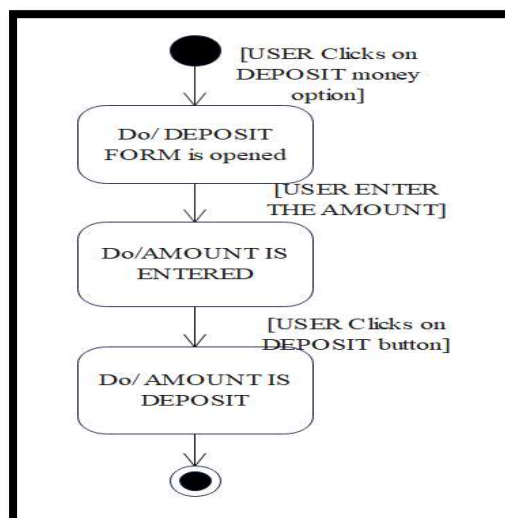 [USER Clicks on
DEPOSIT money
option]
Do/ DEPOSIT
FORM is opened
[USER ENTER
THE AMOUNT]
Do/AMOUNT IS
ENTERED
[USER Clicks on
DEPOSIT button]
Do/ AMOUNT IS
DEPOSIT